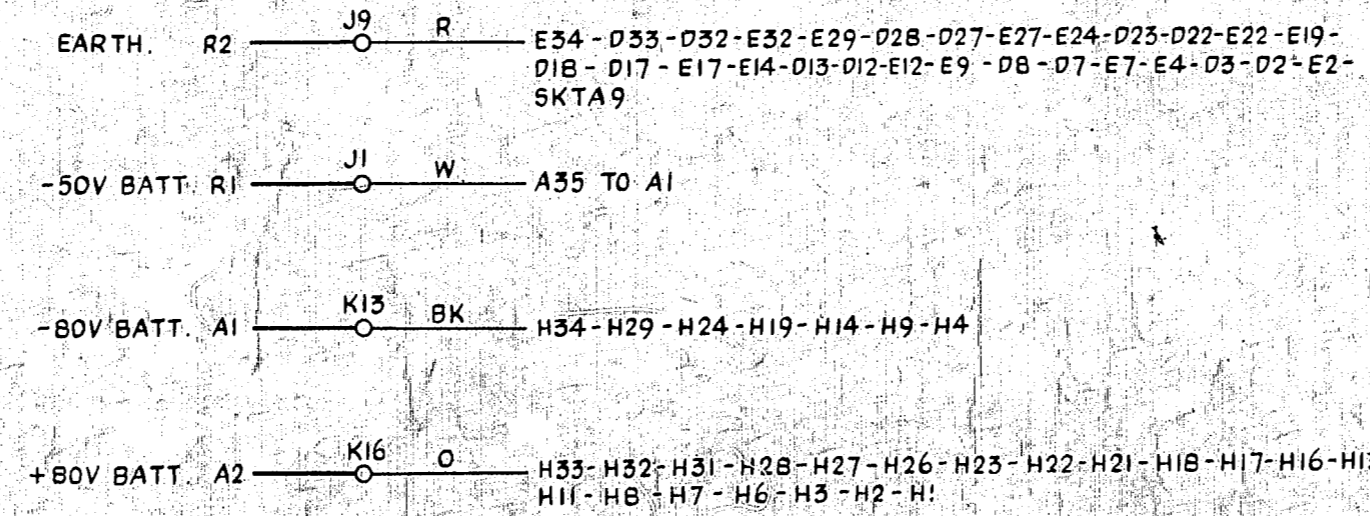 EARTH. R2 J9 R E34-D33-D32-E32-E29-D28-D27-E27-E24-D23-D22-E22-E19-
D18-D17-E17-E14-D13-D12-E12-E9-D8-D7-E7-E4-D3-D2-E2-
SKTA9
-50V BATT. R1 J1 W A35 TO A1
-80V BATT. A1 K13 BK H34-H29-H24-H19-H14-H9-H4
+80V BATT. A2 K16 O H33-H32-H31-H28-H27-H26-H23-H22-H21-H18-H17-H16-
H11-H8-H7-H6-H3-H2-H1